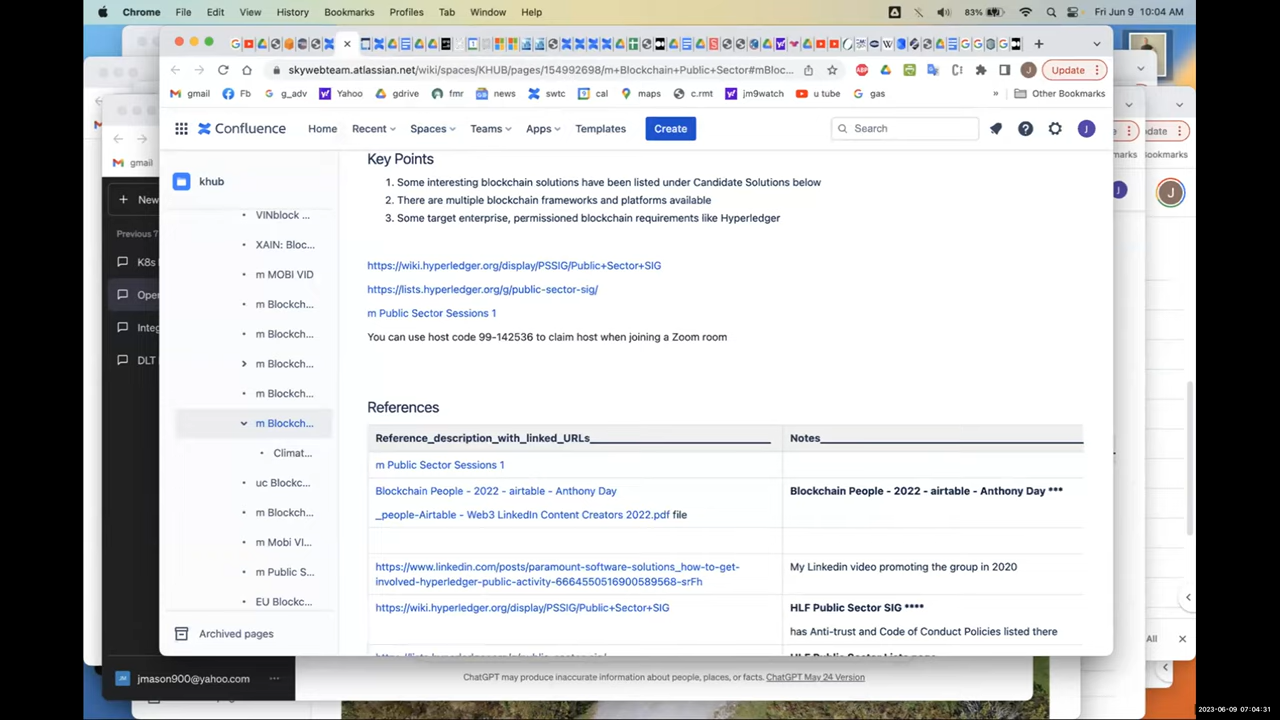 Chrome File Edit View History Bookmarks Profiles Tab Window Help 83% Fri Jun 9 10:04 AM
skywebteam.atlassian.net/wiki/spaces/KHUB/pages/154992698/m+Blockchain+Public+Sector#mBloc... Update
gmail Fb g_adv Yahoo gdrive fmr news swtc cal maps c.rmt jm9watch u tube gas » Other Bookmarks
Confluence Home Recent Spaces Teams Apps Templates Create Search J
khub
VINblock ...
XAIN: Bloc...
m MOBI VID
m Blockch...
m Blockch...
m Blockch...
m Blockch...
m Blockch...
Climat...
uc Blockc...
m Blockch...
m Mobi VI...
m Public S...
EU Blockc...
Archived pages
Key Points
1. Some interesting blockchain solutions have been listed under Candidate Solutions below
2. There are multiple blockchain frameworks and platforms available
3. Some target enterprise, permissioned blockchain requirements like Hyperledger
https://wiki.hyperledger.org/display/PSSIG/Public+Sector+SIG
https://lists.hyperledger.org/g/public-sector-sig/
m Public Sector Sessions 1
You can use host code 99-142536 to claim host when joining a Zoom room
References
Reference_description_with_linked_URLs Notes
m Public Sector Sessions 1
Blockchain People - 2022 - airtable - Anthony Day Blockchain People - 2022 - airtable - Anthony Day ***
_people-Airtable - Web3 LinkedIn Content Creators 2022.pdf file
https://www.linkedin.com/posts/paramount-software-solutions_how-to-get- My Linkedin video promoting the group in 2020
involved-hyperledger-public-activity-6664550516900589568-srFh
https://wiki.hyperledger.org/display/PSSIG/Public+Sector+SIG HLF Public Sector SIG ****
has Anti-trust and Code of Conduct Policies listed there
gmail
New
Previous 7
K8s
Oper
Integ
DLT
JM jmason900@yahoo.com ...
ChatGPT may produce inaccurate information about people, places, or facts. ChatGPT May 24 Version
date
marks
ookmarks
J
J
All
2023-06-09 07:04:31